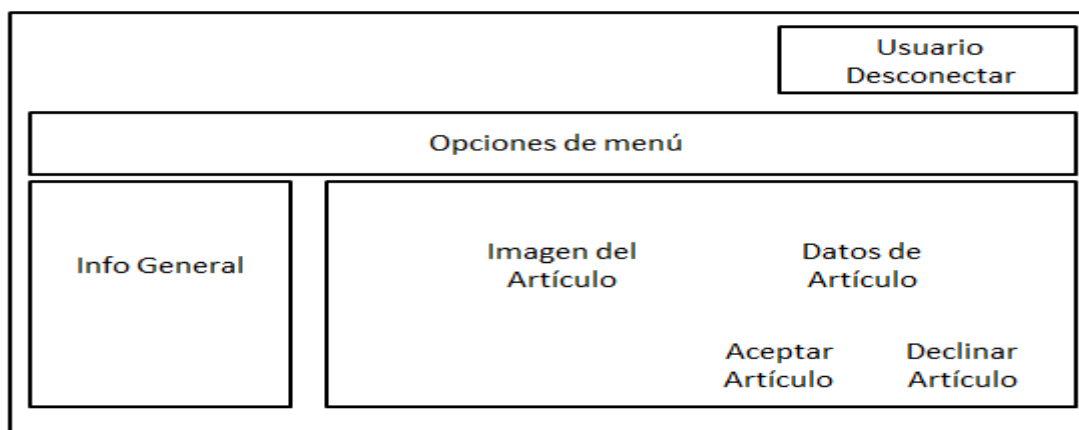 Usuario
Desconectar
Opciones de menú
Info General
Imagen del
Artículo
Datos de
Artículo
Aceptar
Artículo
Declinar
Artículo